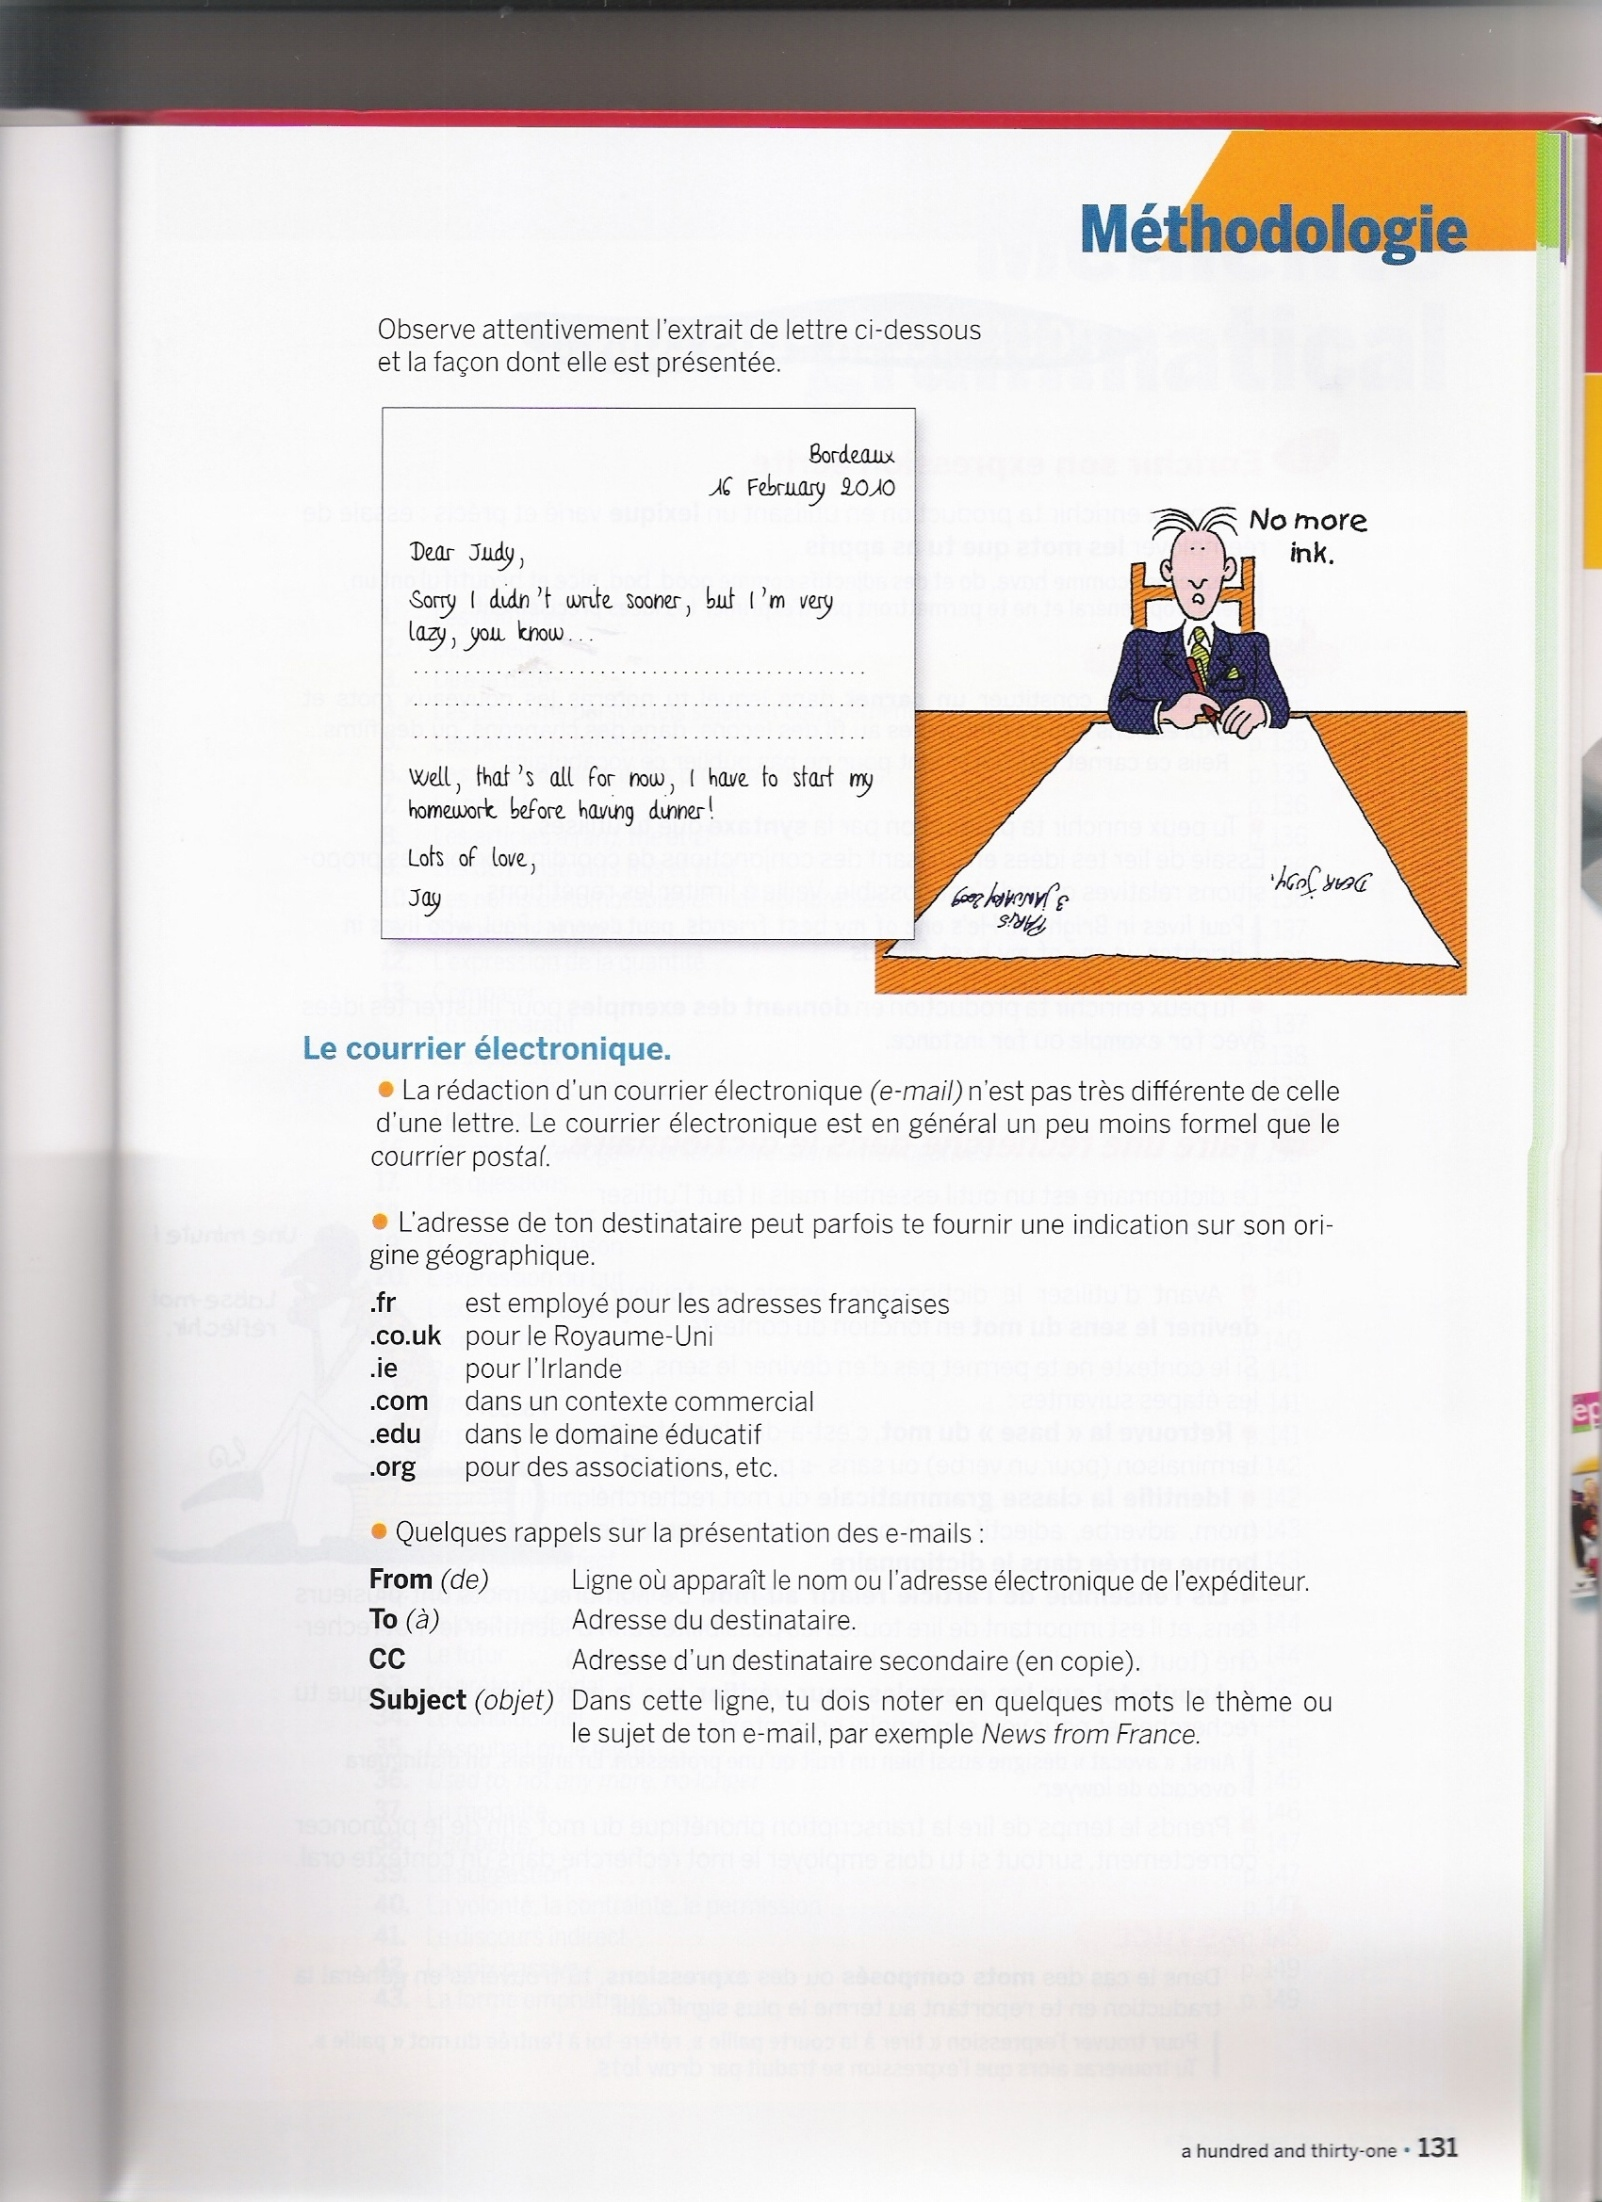 Méthodologie
Observe attentivement l'extrait de lettre ci-dessous
et la façon dont elle est présentée.
Bordeaux
16 February 2010
Dear Judy,
Sorry I didn't write sooner, but I'm very
lazy, you know...
Well, that's all for now, I have to start my
homework before having dinner!
Lots of love,
Jay
No more
ink.
PARIS
3 JANUARY 2009
DEAR JUDY,
Le courrier électronique.
• La rédaction d'un courrier électronique (e-mail) n'est pas très différente de celle
d'une lettre. Le courrier électronique est en général un peu moins formel que le
courrier postal.
• L'adresse de ton destinataire peut parfois te fournir une indication sur son ori-
gine géographique.
.fr est employé pour les adresses françaises
.co.uk pour le Royaume-Uni
.ie pour l'Irlande
.com dans un contexte commercial
.edu dans le domaine éducatif
.org pour des associations, etc.
• Quelques rappels sur la présentation des e-mails :
From (de) Ligne où apparaît le nom ou l'adresse électronique de l'expéditeur.
To (à) Adresse du destinataire.
CC Adresse d'un destinataire secondaire (en copie).
Subject (objet) Dans cette ligne, tu dois noter en quelques mots le thème ou
le sujet de ton e-mail, par exemple News from France.
a hundred and thirty-one • 131